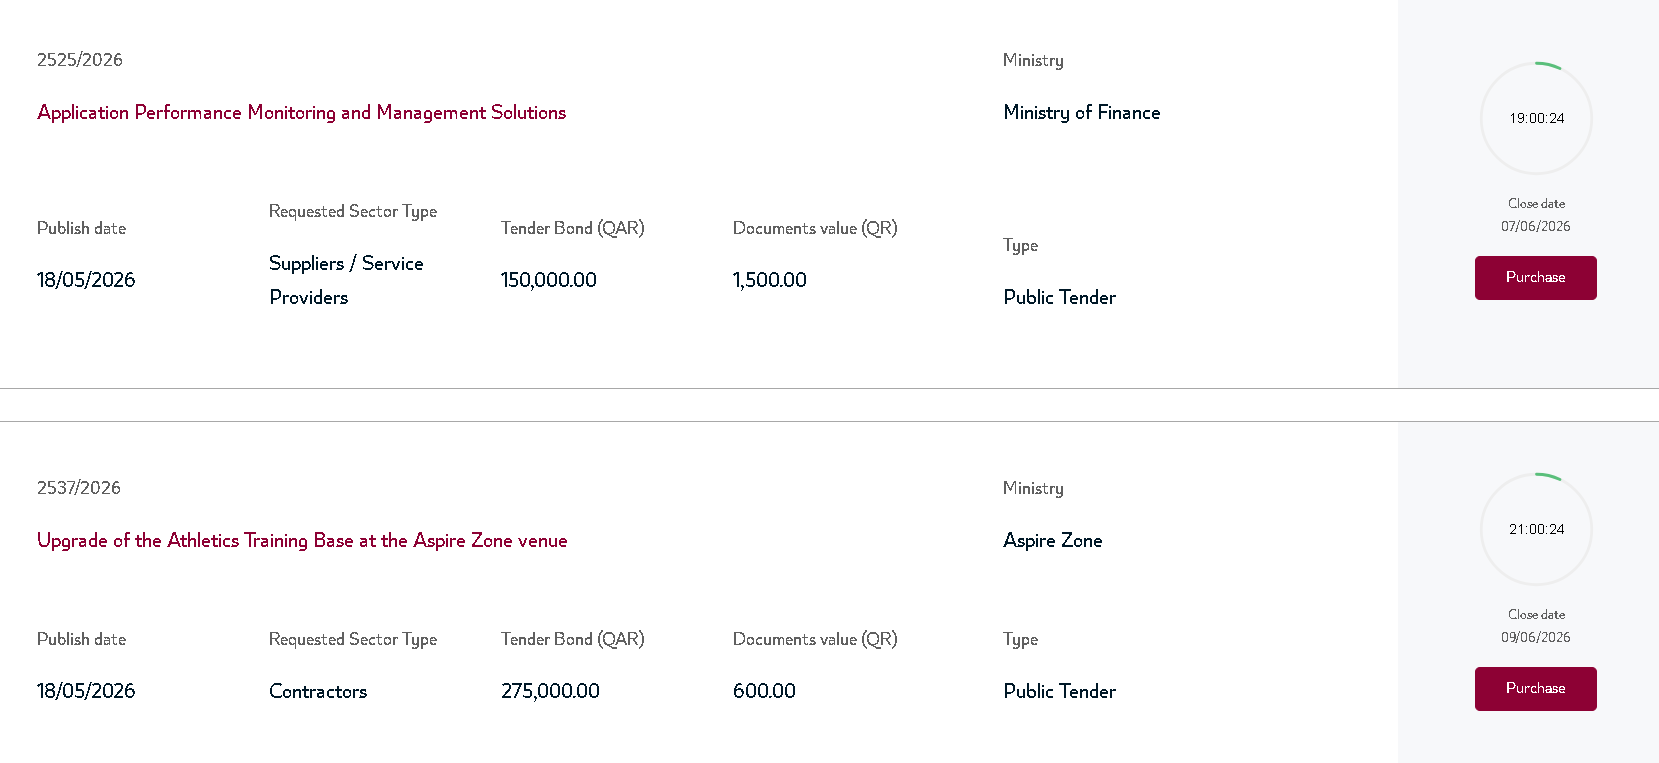 2525/2026
Ministry
Application Performance Monitoring and Management Solutions
Ministry of Finance
19:00:24
Close date
07/06/2026
Purchase
Publish date
Requested Sector Type
Tender Bond (QAR)
Documents value (QR)
Type
18/05/2026
Suppliers / Service
Providers
150,000.00
1,500.00
Public Tender
2537/2026
Ministry
Upgrade of the Athletics Training Base at the Aspire Zone venue
Aspire Zone
21:00:24
Close date
09/06/2026
Purchase
Publish date
Requested Sector Type
Tender Bond (QAR)
Documents value (QR)
Type
18/05/2026
Contractors
275,000.00
600.00
Public Tender